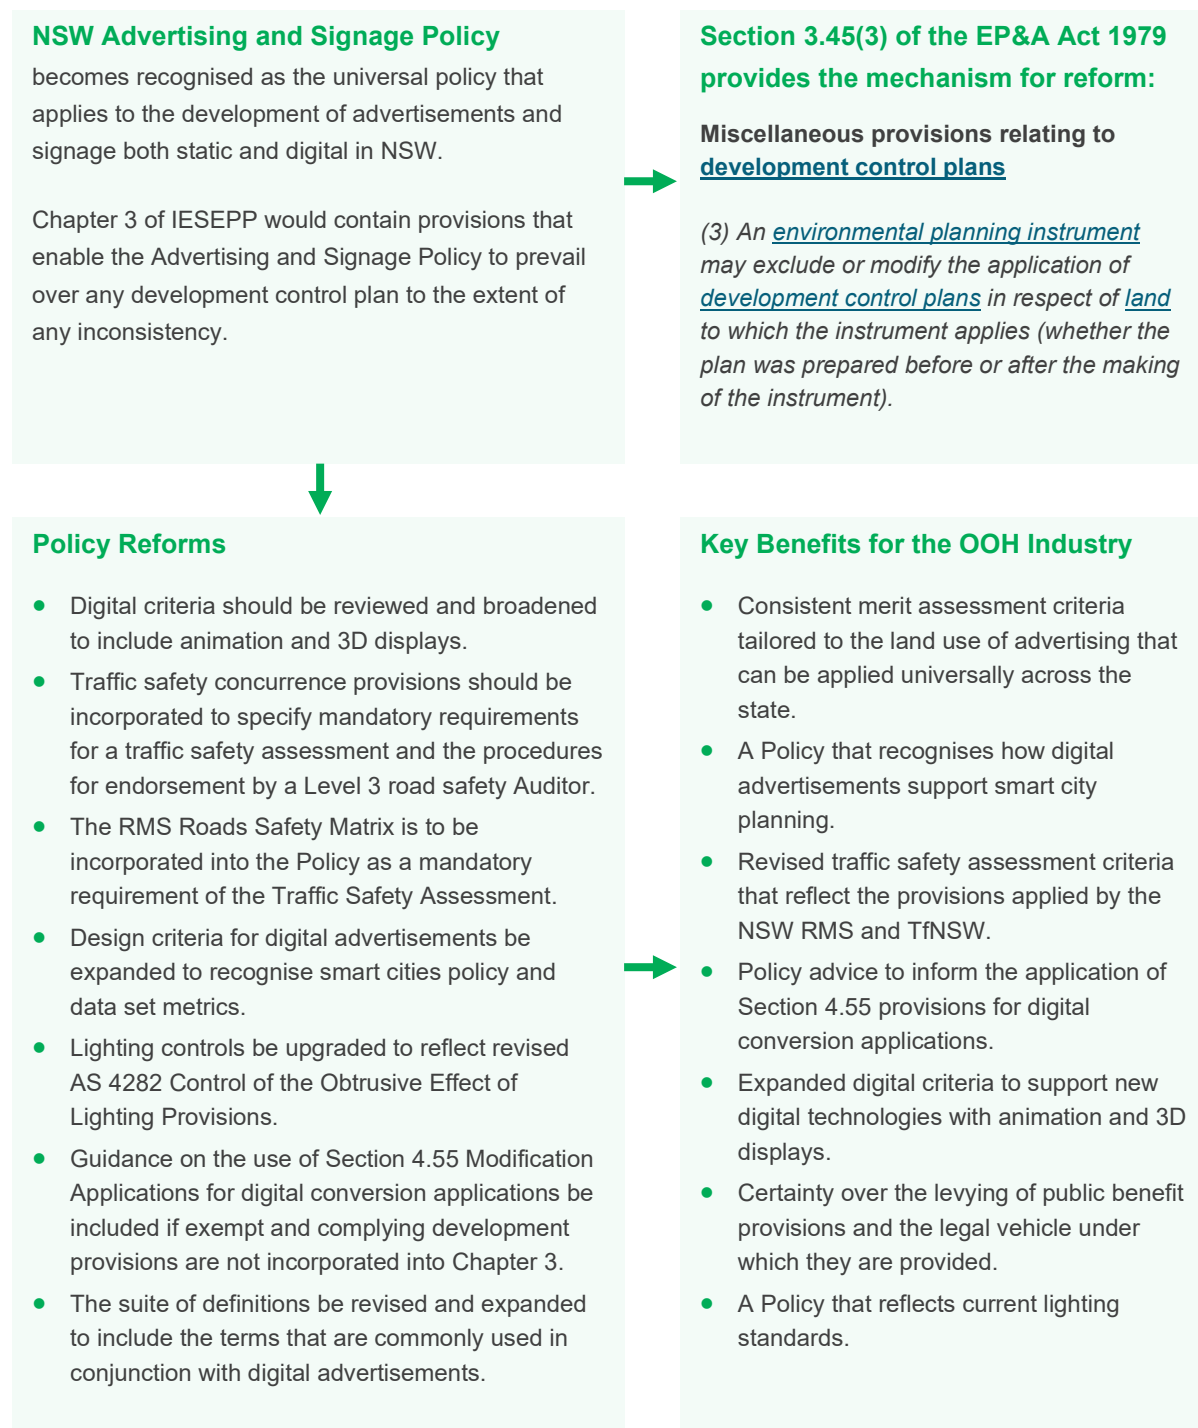 NSW Advertising and Signage Policy
becomes recognised as the universal policy that
applies to the development of advertisements and
signage both static and digital in NSW.
Chapter 3 of IESEPP would contain provisions that
enable the Advertising and Signage Policy to prevail
over any development control plan to the extent of
any inconsistency.
Section 3.45(3) of the EP&A Act 1979
provides the mechanism for reform:
Miscellaneous provisions relating to
development control plans
(3) An environmental planning instrument
may exclude or modify the application of
development control plans in respect of land
to which the instrument applies (whether the
plan was prepared before or after the making
of the instrument).
Policy Reforms
• Digital criteria should be reviewed and broadened
to include animation and 3D displays.
• Traffic safety concurrence provisions should be
incorporated to specify mandatory requirements
for a traffic safety assessment and the procedures
for endorsement by a Level 3 road safety Auditor.
• The RMS Roads Safety Matrix is to be
incorporated into the Policy as a mandatory
requirement of the Traffic Safety Assessment.
• Design criteria for digital advertisements be
expanded to recognise smart cities policy and
data set metrics.
• Lighting controls be upgraded to reflect revised
AS 4282 Control of the Obtrusive Effect of
Lighting Provisions.
• Guidance on the use of Section 4.55 Modification
Applications for digital conversion applications be
included if exempt and complying development
provisions are not incorporated into Chapter 3.
• The suite of definitions be revised and expanded
to include the terms that are commonly used in
conjunction with digital advertisements.
Key Benefits for the OOH Industry
• Consistent merit assessment criteria
tailored to the land use of advertising that
can be applied universally across the
state.
• A Policy that recognises how digital
advertisements support smart city
planning.
• Revised traffic safety assessment criteria
that reflect the provisions applied by the
NSW RMS and TfNSW.
• Policy advice to inform the application of
Section 4.55 provisions for digital
conversion applications.
• Expanded digital criteria to support new
digital technologies with animation and 3D
displays.
• Certainty over the levying of public benefit
provisions and the legal vehicle under
which they are provided.
• A Policy that reflects current lighting
standards.